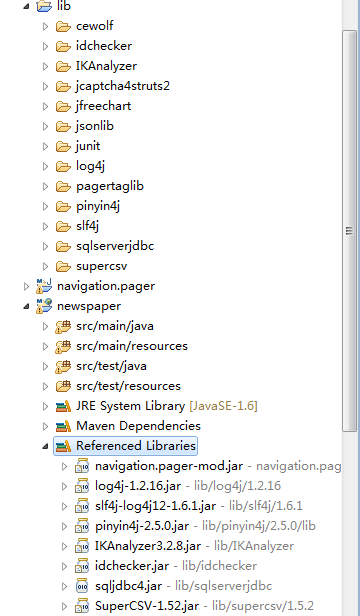 lib
cewolf
idchecker
IKAnalyzer
jcaptcha4struts2
jfreechart
jsonlib
junit
log4j
pagertaglib
pinyin4j
slf4j
sqlserverjdbc
supercsv
navigation.pager
newspaper
src/main/java
src/main/resources
src/test/java
src/test/resources
JRE System Library [JavaSE-1.6]
Maven Dependencies
Referenced Libraries
navigation.pager-mod.jar - navigation.pag
log4j-1.2.16.jar - lib/log4j/1.2.16
slf4j-log4j12-1.6.1.jar - lib/slf4j/1.6.1
pinyin4j-2.5.0.jar - lib/pinyin4j/2.5.0/lib
IKAnalyzer3.2.8.jar - lib/IKAnalyzer
idchecker.jar - lib/idchecker
sqljdbc4.jar - lib/sqlserverjdbc
SuperCSV-1.52.jar - lib/supercsv/1.5.2